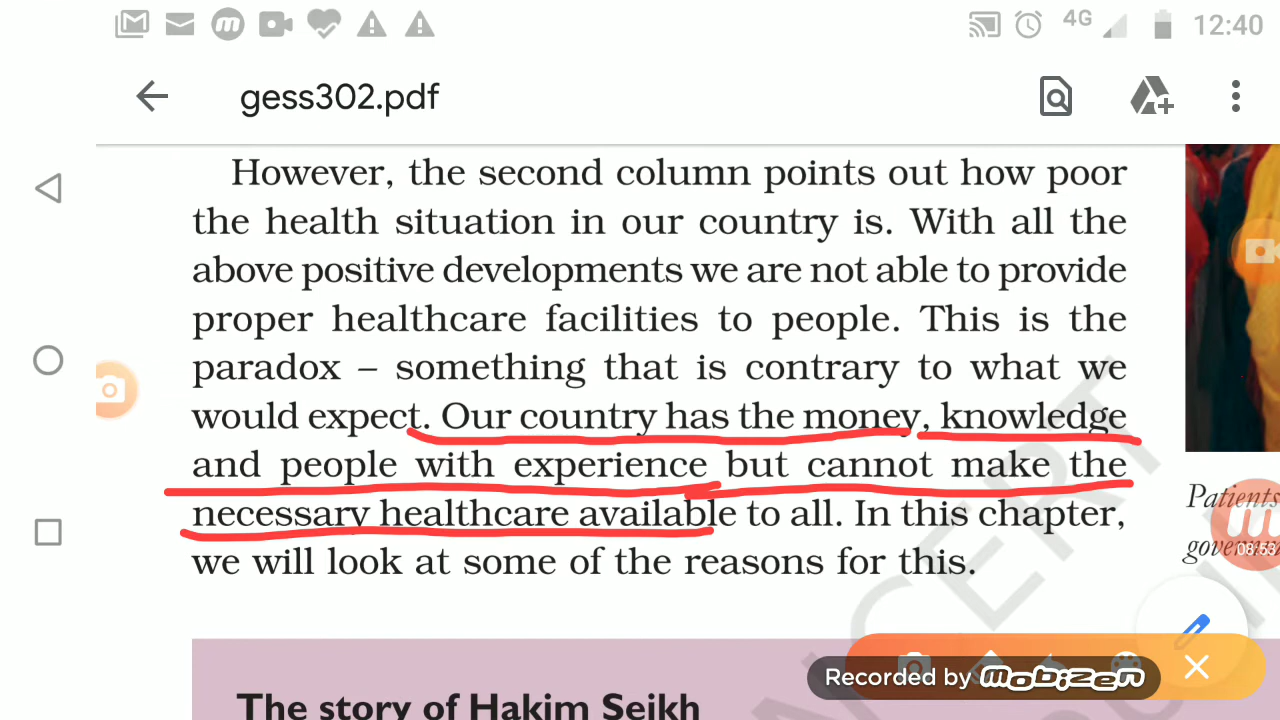 4G 12:40
gess302.pdf
However, the second column points out how poor
the health situation in our country is. With all the
above positive developments we are not able to provide
proper healthcare facilities to people. This is the
paradox – something that is contrary to what we
would expect. Our country has the money, knowledge
and people with experience but cannot make the
necessary healthcare available to all. In this chapter,
we will look at some of the reasons for this.
Patients
08:53
The story of Hakim Seikh
Recorded by mobizen